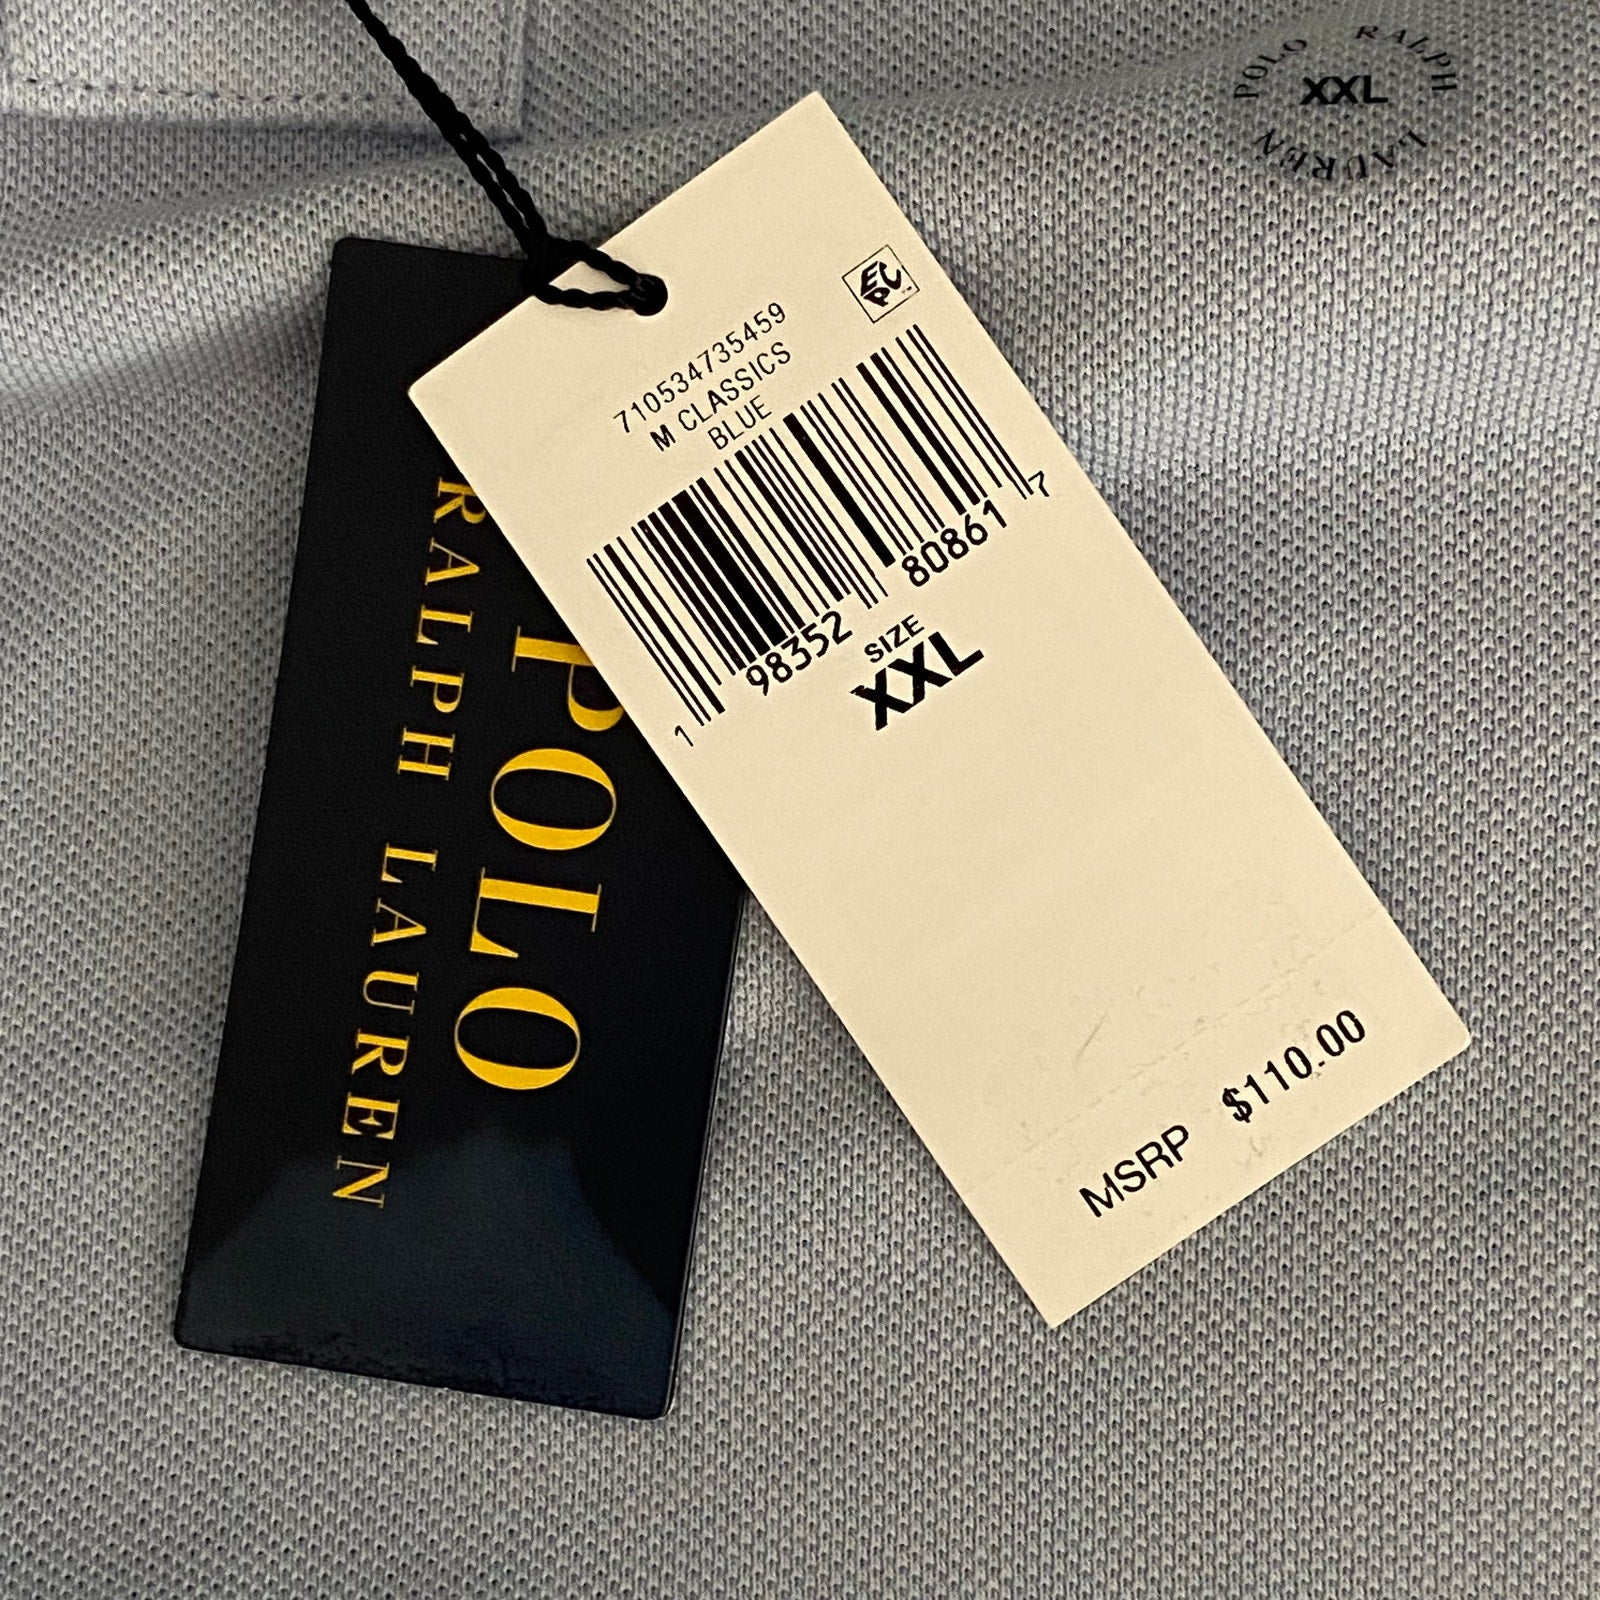 POLO RALPH
XXL
LAUREN
EPC
710534735459
M CLASSICS
BLUE
1 98352 80861 7
SIZE
XXL
MSRP $110.00
POLO
RALPH LAUREN